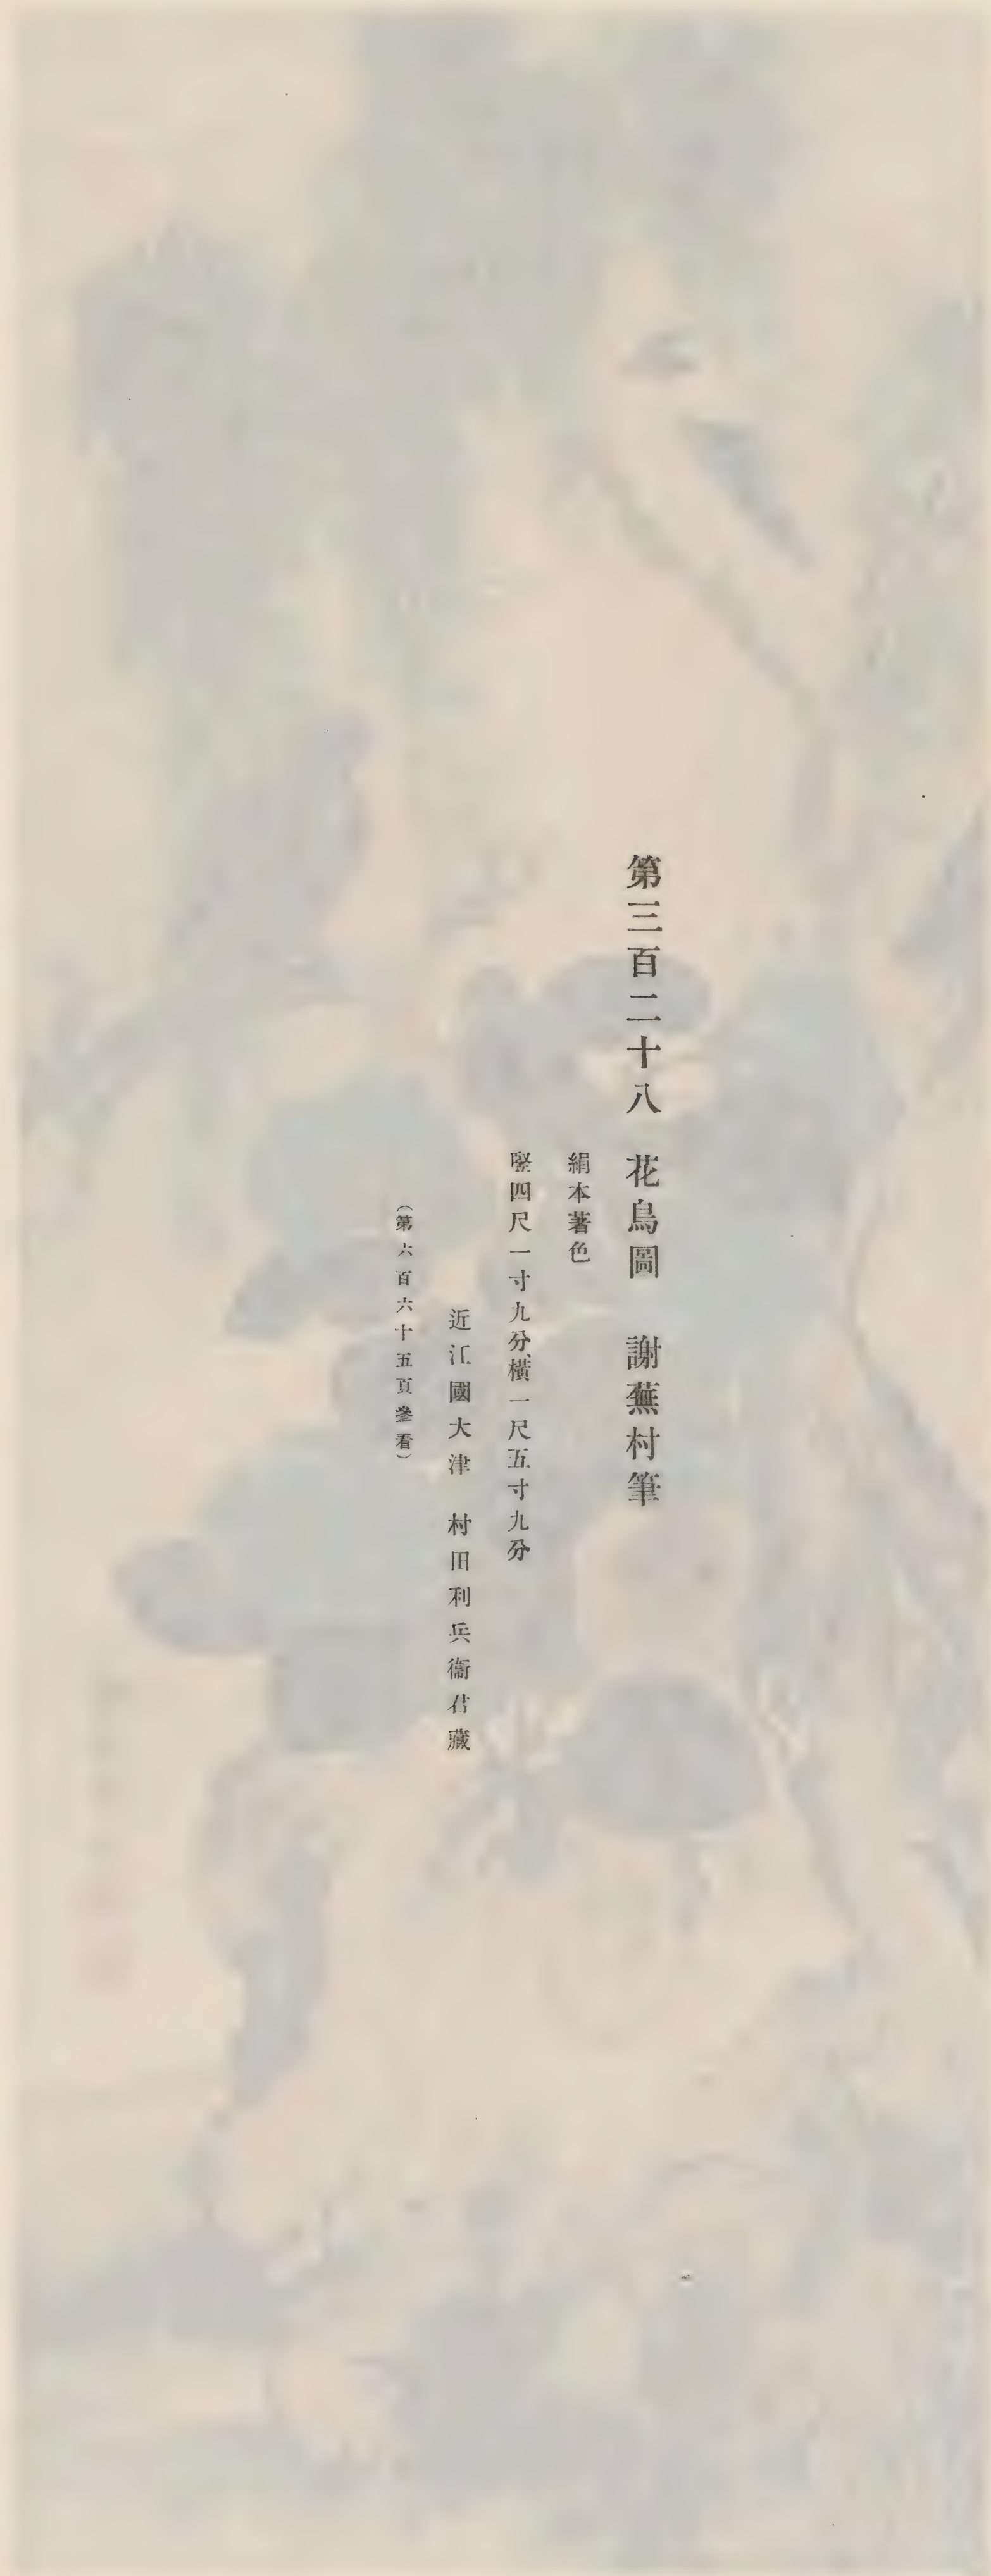 第三百二十八　花鳥圖　謝蕪村筆
絹本著色
竪四尺一寸九分、橫一尺五寸九分
近江國大津　村田利兵衞君藏
（第六百六十五頁參看）